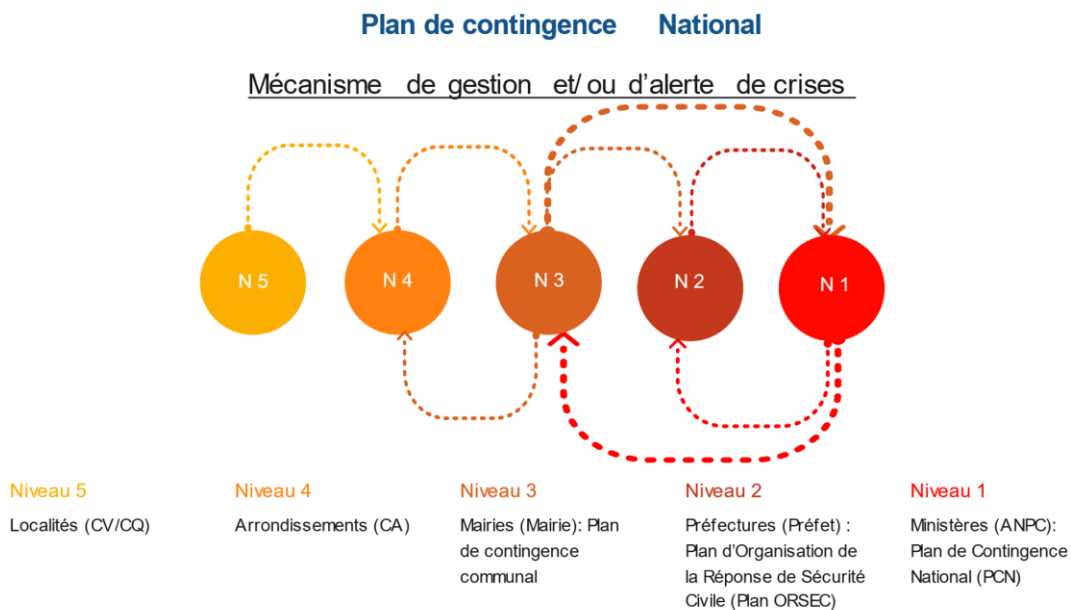 Plan de contingence National
Mécanisme de gestion et/ ou d'alerte de crises
N 5
N 4
N 3
N 2
N 1
Niveau 5
Localités (CV/CQ)
Niveau 4
Arrondissements (CA)
Niveau 3
Mairies (Mairie): Plan
de contingence
communal
Niveau 2
Préfectures (Préfet) :
Plan d'Organisation de
la Réponse de Sécurité
Civile (Plan ORSEC)
Niveau 1
Ministères (ANPC):
Plan de Contingence
National (PCN)